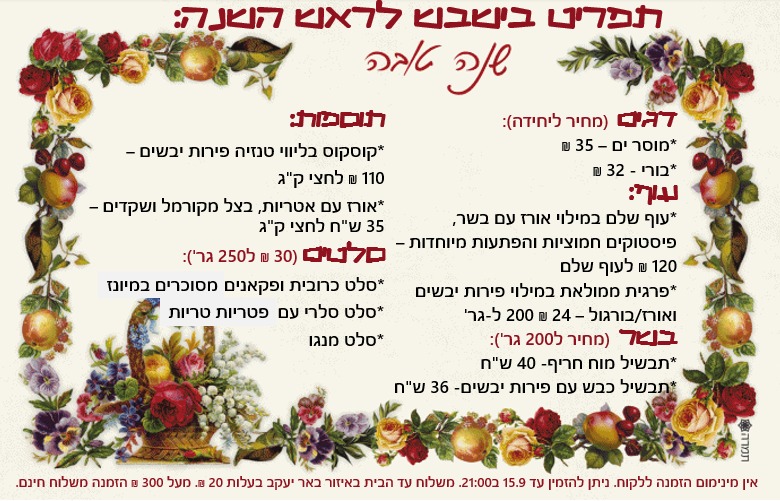 תפריט בישבש לראש השנה:
שנה טובה
דגים (מחיר ליחידה):
*מוסר ים – 35 ₪
*בורי - 32 ₪
עוף:
*עוף שלם במילוי אורז עם בשר,
פיסטוקים חמוציות והפתעות מיוחדות –
120 ₪ לעוף שלם
*פרגית ממולאת במילוי פירות יבשים
ואורז/בורגול – 24 ₪ 200 ל-גר'
בשר (מחיר ל200 גר'):
*תבשיל מוח חריף- 40 ש"ח
*תבשיל כבש עם פירות יבשים- 36 ש"ח
תוספות:
*קוסקוס בליווי טנזיה פירות יבשים –
110 ₪ לחצי ק"ג
*אורז עם אטריות, בצל מקורמל ושקדים –
35 ש"ח לחצי ק"ג
סלטים (30 ₪ ל250 גר'):
*סלט כרובית ופקאנים מסוכרים במיונז
*סלט סלרי עם פטריות טריות
*סלט מנגו
תמרה
אין מינימום הזמנה ללקוח. ניתן להזמין עד 15.9 ב21:00. משלוח עד הבית באיזור באר יעקב בעלות 20 ₪. מעל 300 ₪ הזמנה משלוח חינם.